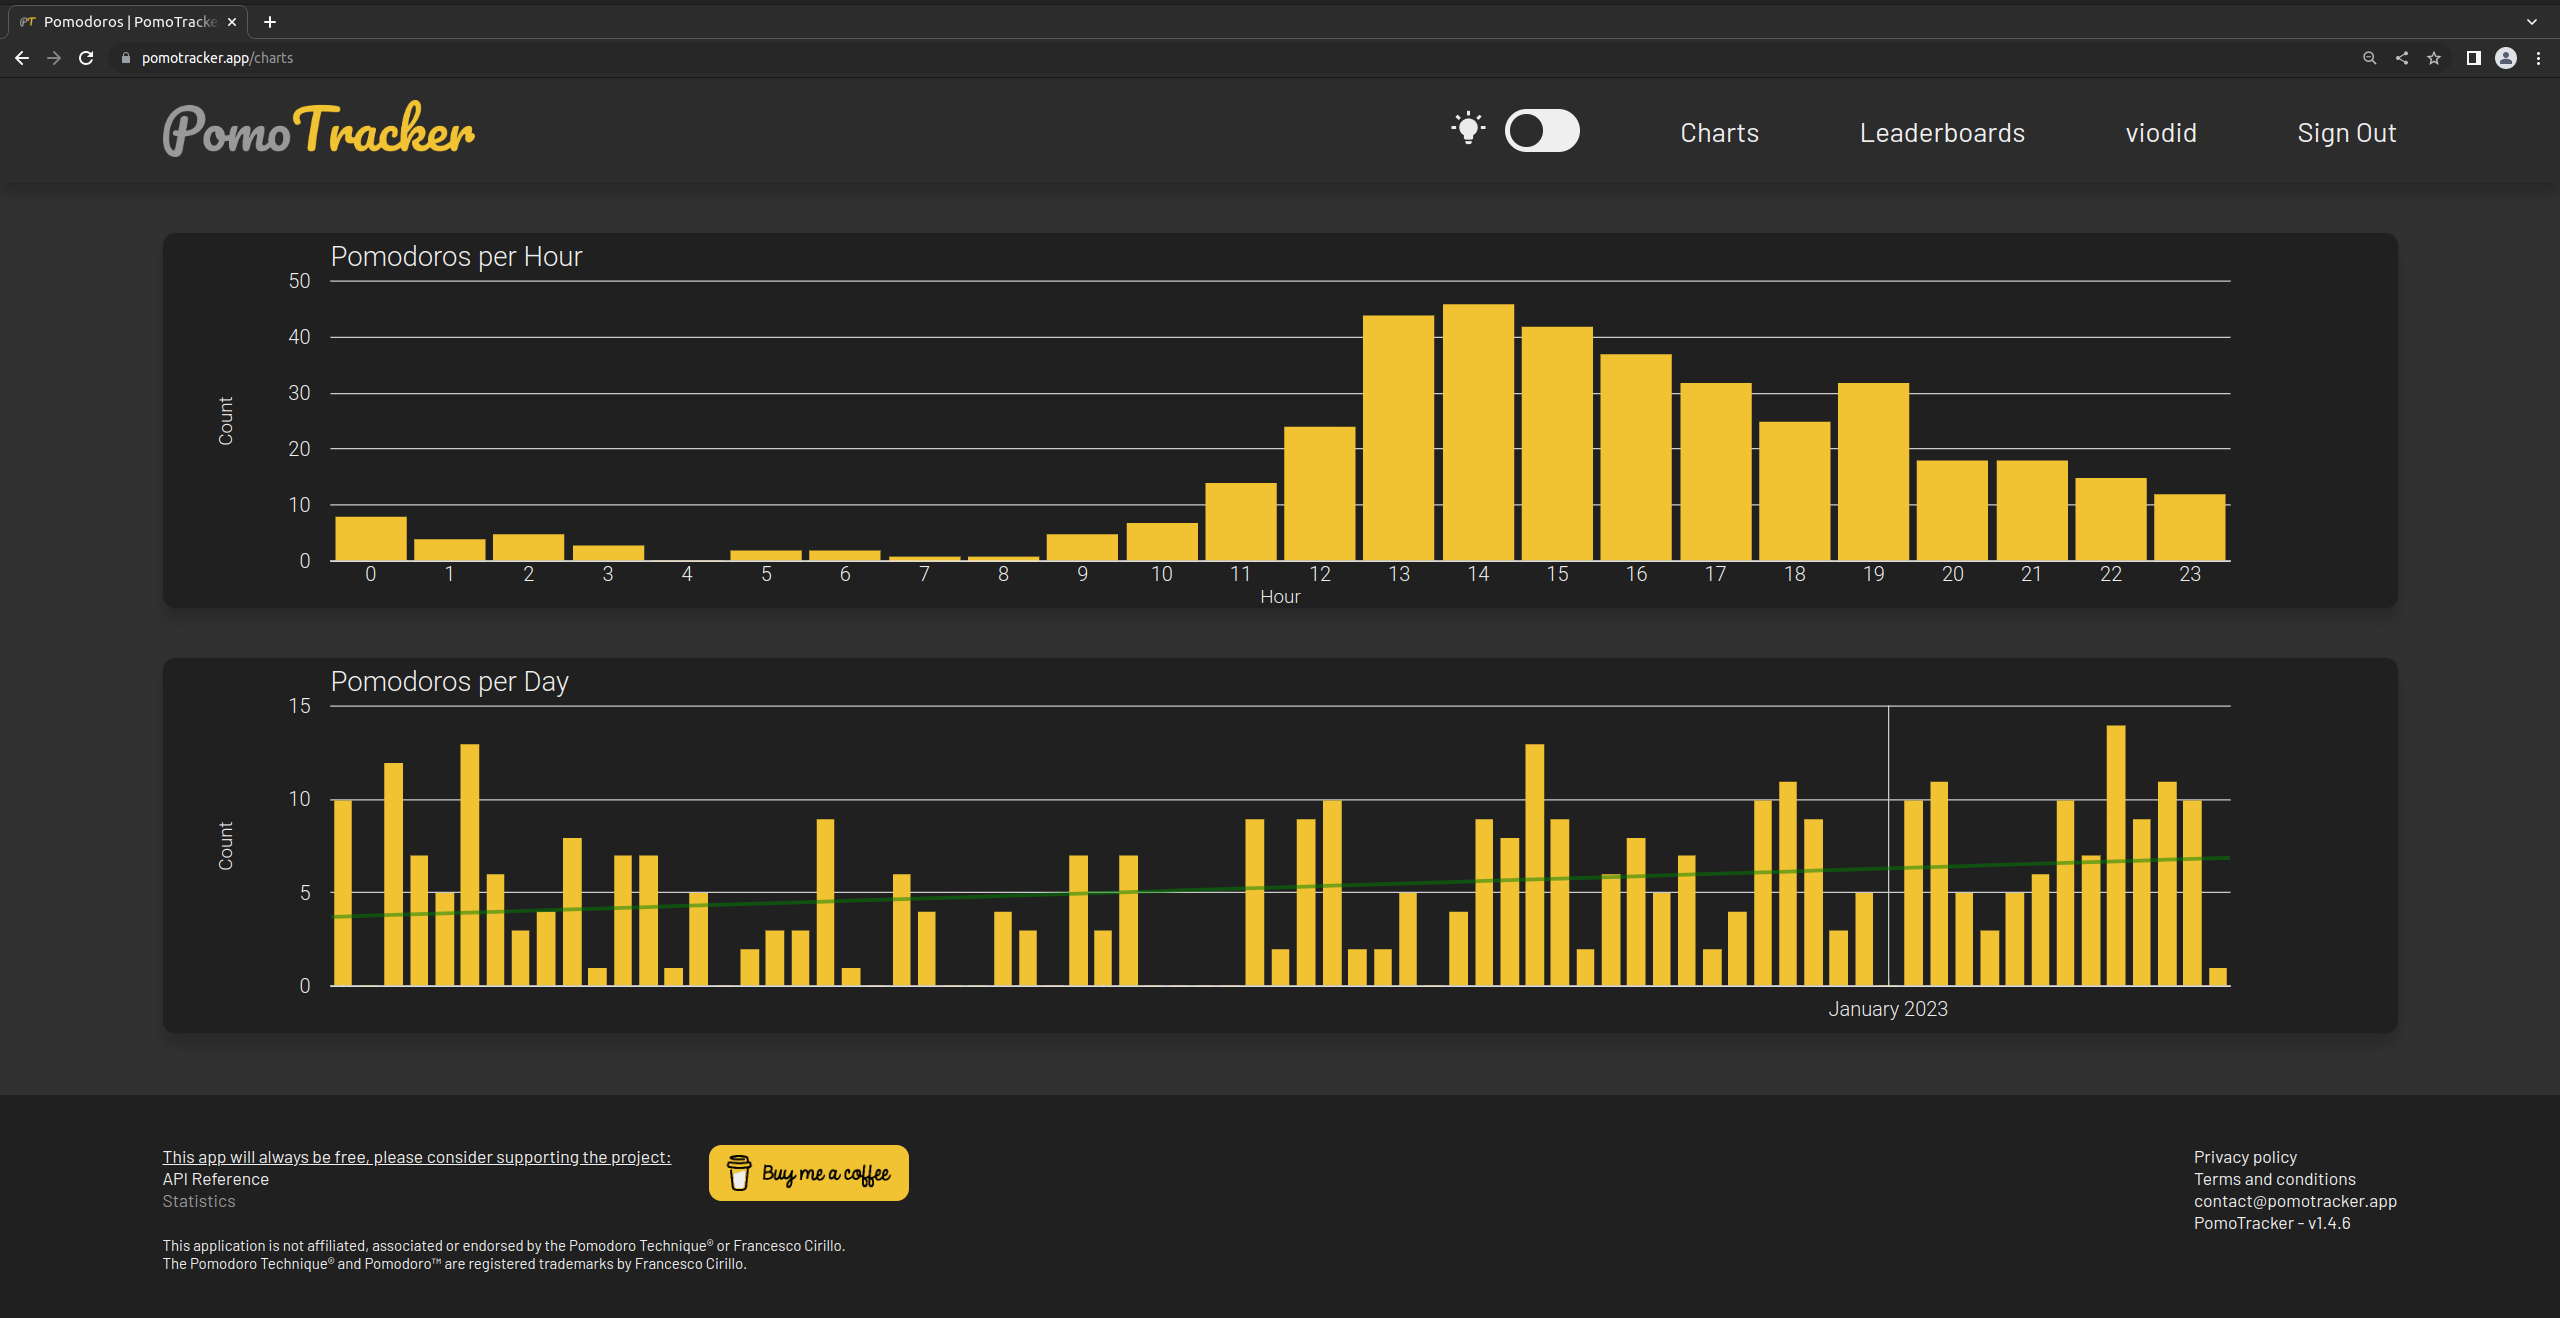 PT Pomodoros | PomoTracke
pomotracker.app/charts
PomoTracker
Charts
Leaderboards
viodid
Sign Out
Pomodoros per Hour
50
40
30
20
10
0
Count
0 1 2 3 4 5 6 7 8 9 10 11 12 13 14 15 16 17 18 19 20 21 22 23
Hour
Pomodoros per Day
15
10
5
0
Count
January 2023
This app will always be free, please consider supporting the project:
API Reference
Statistics
Buy me a coffee
This application is not affiliated, associated or endorsed by the Pomodoro Technique® or Francesco Cirillo.
The Pomodoro Technique® and Pomodoro™ are registered trademarks by Francesco Cirillo.
Privacy policy
Terms and conditions
contact@pomotracker.app
PomoTracker - v1.4.6